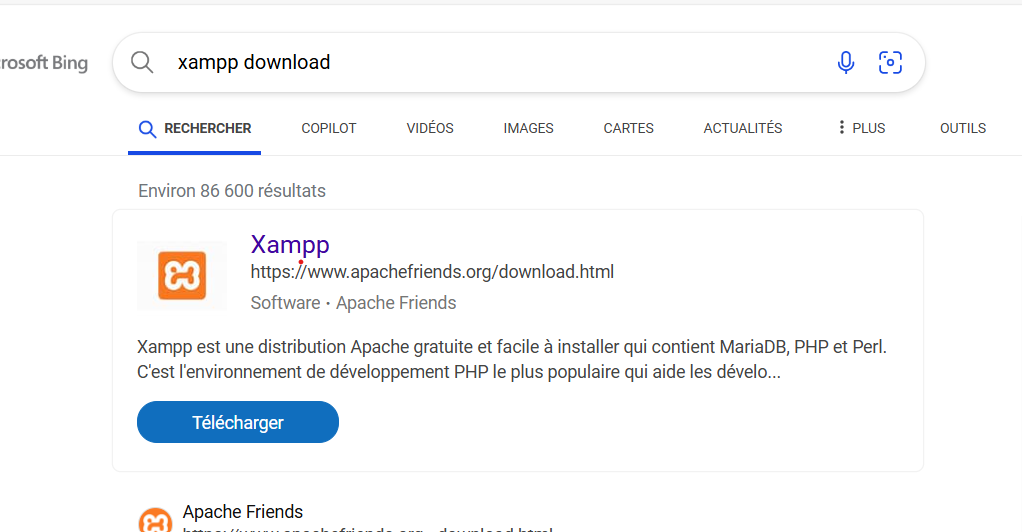 rosoft Bing
xampp download
RECHERCHER COPILOT VIDÉOS IMAGES CARTES ACTUALITÉS PLUS OUTILS
Environ 86 600 résultats
Xampp
https://www.apachefriends.org/download.html
Software • Apache Friends
Xampp est une distribution Apache gratuite et facile à installer qui contient MariaDB, PHP et Perl.
C'est l'environnement de développement PHP le plus populaire qui aide les dévelo...
Télécharger
Apache Friends